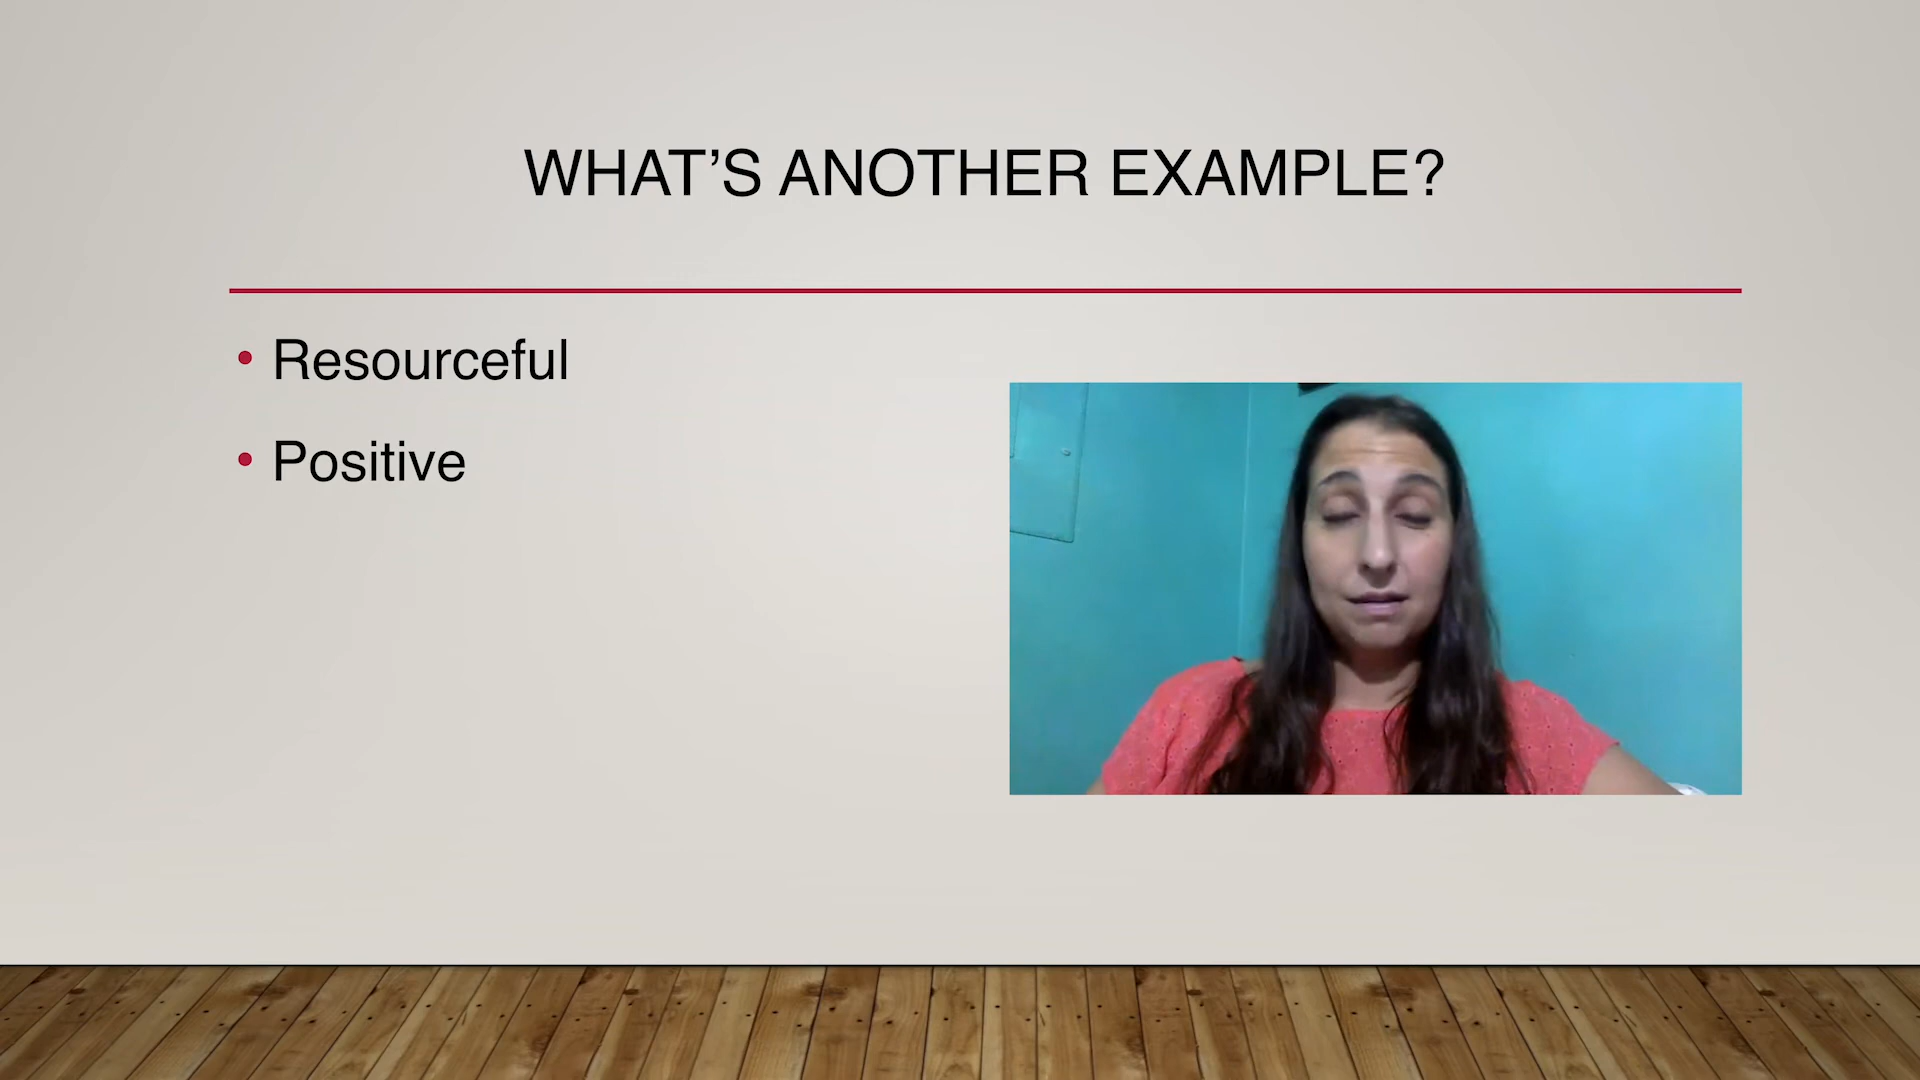 WHAT’S ANOTHER EXAMPLE?
• Resourceful
• Positive